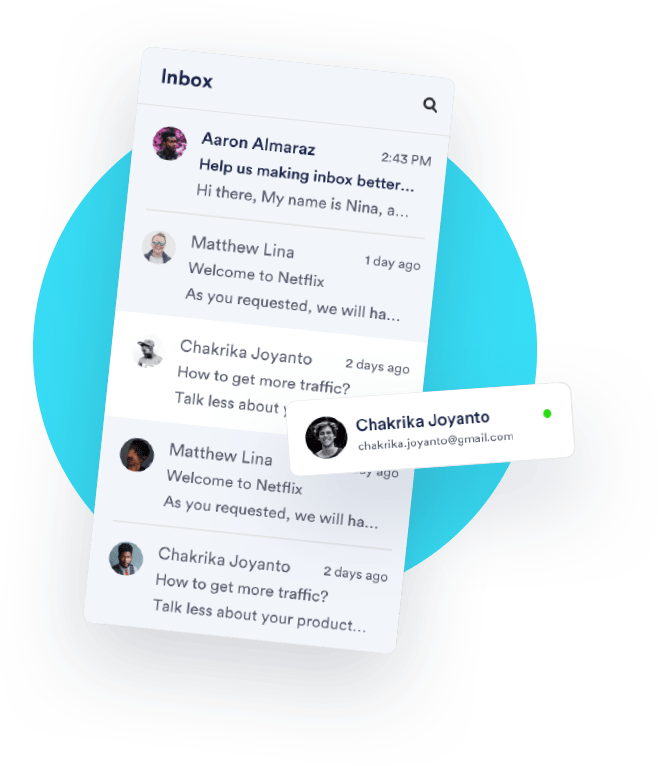 Inbox
Aaron Almaraz
2:43 PM
Help us making inbox better...
Hi there, My name is Nina, a...
Matthew Lina
1 day ago
Welcome to Netflix
As you requested, we will ha...
Chakrika Joyanto
2 days ago
How to get more traffic?
Talk less about y
Chakrika Joyanto
chakrika.joyanto@gmail.com
Matthew Lina
ay ago
Welcome to Netflix
As you requested, we will ha...
Chakrika Joyanto
2 days ago
How to get more traffic?
Talk less about your product...